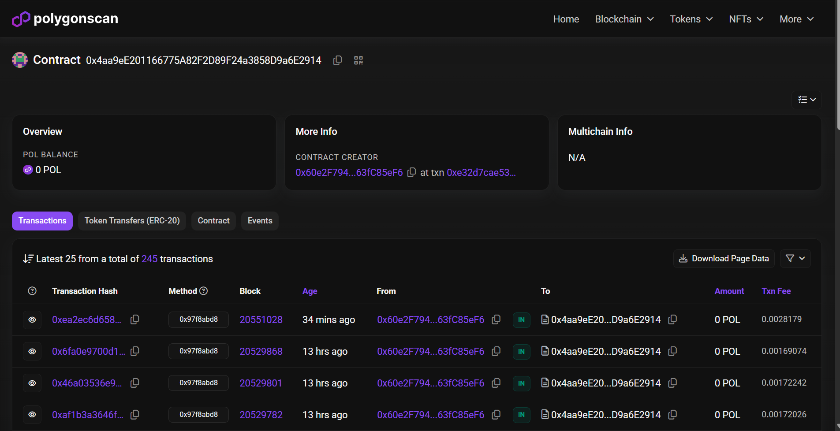 polygonscan
Home Blockchain Tokens NFTs More
Contract 0x4aa9eE201166775A82F2D89F24a3858D9a6E2914
Overview
POL BALANCE
0 POL
More Info
CONTRACT CREATOR
0x60e2F794...63fC85eF6 at txn 0xe32d7cae53...
Multichain Info
N/A
Transactions Token Transfers (ERC-20) Contract Events
Latest 25 from a total of 245 transactions Download Page Data
Transaction Hash Method Block Age From To Amount Txn Fee
0xea2ec6d658... 0x97f8abd8 20551028 34 mins ago 0x60e2F794...63fC85eF6 IN 0x4aa9eE20...D9a6E2914 0 POL 0.0028179
0x6fa0e9700d1... 0x97f8abd8 20529868 13 hrs ago 0x60e2F794...63fC85eF6 IN 0x4aa9eE20...D9a6E2914 0 POL 0.00169074
0x46a03536e9... 0x97f8abd8 20529801 13 hrs ago 0x60e2F794...63fC85eF6 IN 0x4aa9eE20...D9a6E2914 0 POL 0.00172242
0xaf1b3a3646f... 0x97f8abd8 20529782 13 hrs ago 0x60e2F794...63fC85eF6 IN 0x4aa9eE20...D9a6E2914 0 POL 0.00172026